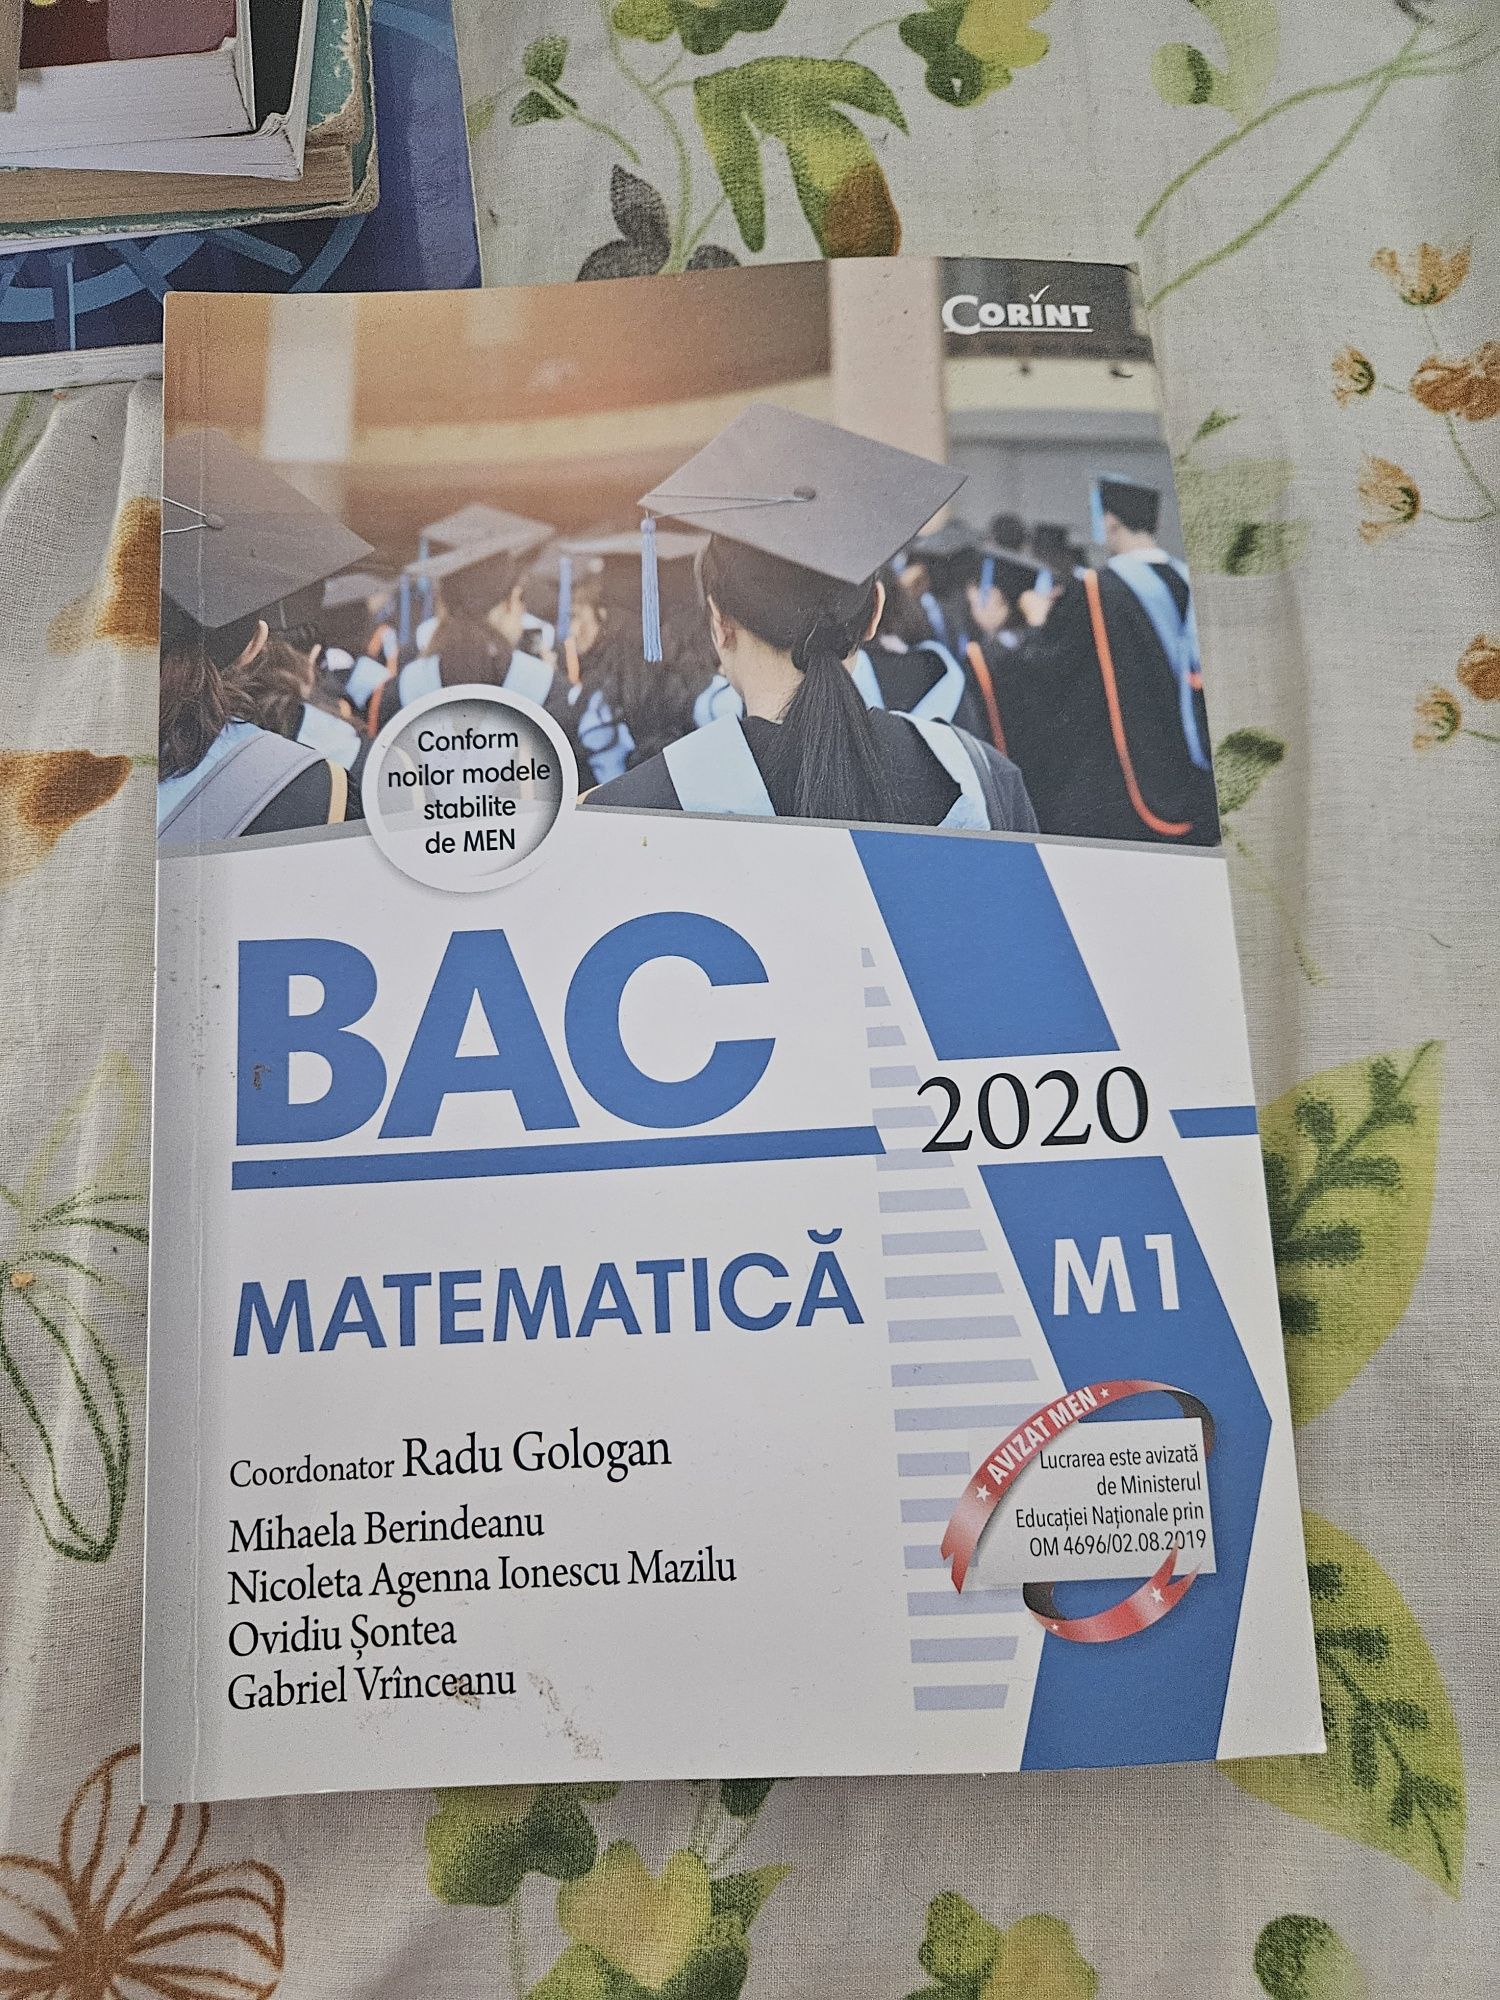 CORINT
Conform
noilor modele
stabilite
de MEN
BAC
2020
MATEMATICĂ
M1
Coordonator Radu Gologan
Mihaela Berindeanu
Nicoleta Agenna Ionescu Mazilu
Ovidiu Șontea
Gabriel Vrînceanu
AVIZAT MEN
Lucrarea este avizată
de Ministerul
Educației Naționale prin
OM 4696/02.08.2019